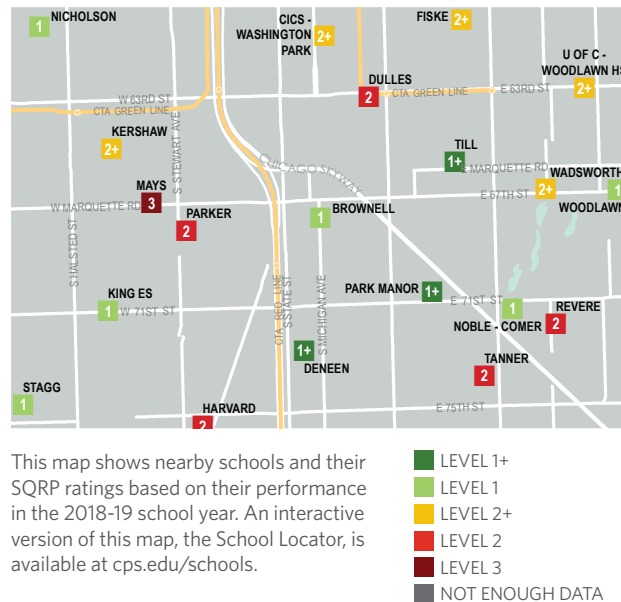 NICHOLSON
1
CICS -
WASHINGTON
PARK
2+
FISKE
2+
U OF C -
WOODLAWN HS
2+
DULLES
2
W 63RD ST
CTA GREEN LINE
CTA GREEN LINE
E 63RD ST
KERSHAW
2+
S STEWART AVE
CHICAGO SKYWAY
TILL
1+
E MARQUETTE RD
WADSWORTH
2+
MAYS
3
W MARQUETTE RD
E 67TH ST
1
WOODLAWN
PARKER
2
BROWNELL
1
S HALSTED ST
CTA RED LINE
S STATE ST
S MICHIGAN AVE
KING ES
1
W 71ST ST
PARK MANOR
1+
E 71ST ST
1
NOBLE - COMER
REVERE
2
1+
DENEEN
TANNER
2
STAGG
1
HARVARD
2
E 75TH ST
This map shows nearby schools and their
SQRP ratings based on their performance
in the 2018-19 school year. An interactive
version of this map, the School Locator, is
available at cps.edu/schools.
LEVEL 1+
LEVEL 1
LEVEL 2+
LEVEL 2
LEVEL 3
NOT ENOUGH DATA